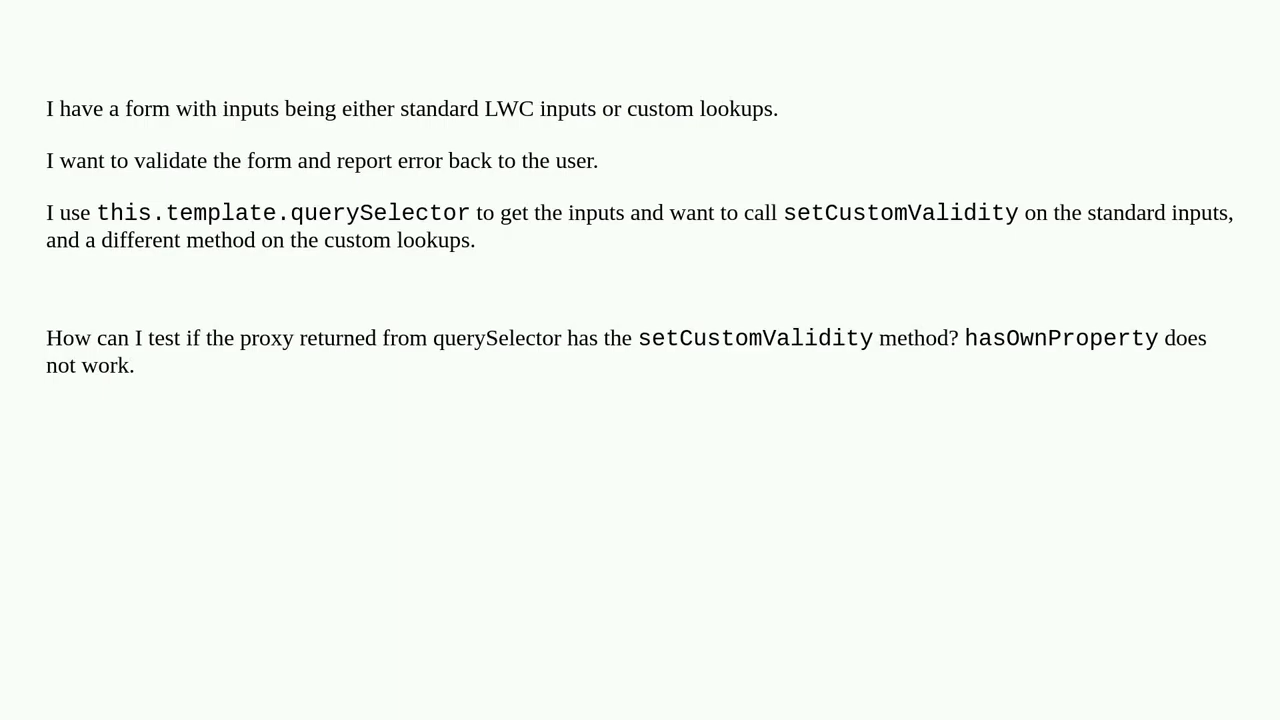 I have a form with inputs being either standard LWC inputs or custom lookups.
I want to validate the form and report error back to the user.
I use this.template.querySelector to get the inputs and want to call setCustomValidity on the standard inputs,
and a different method on the custom lookups.
How can I test if the proxy returned from querySelector has the setCustomValidity method? hasOwnProperty does
not work.